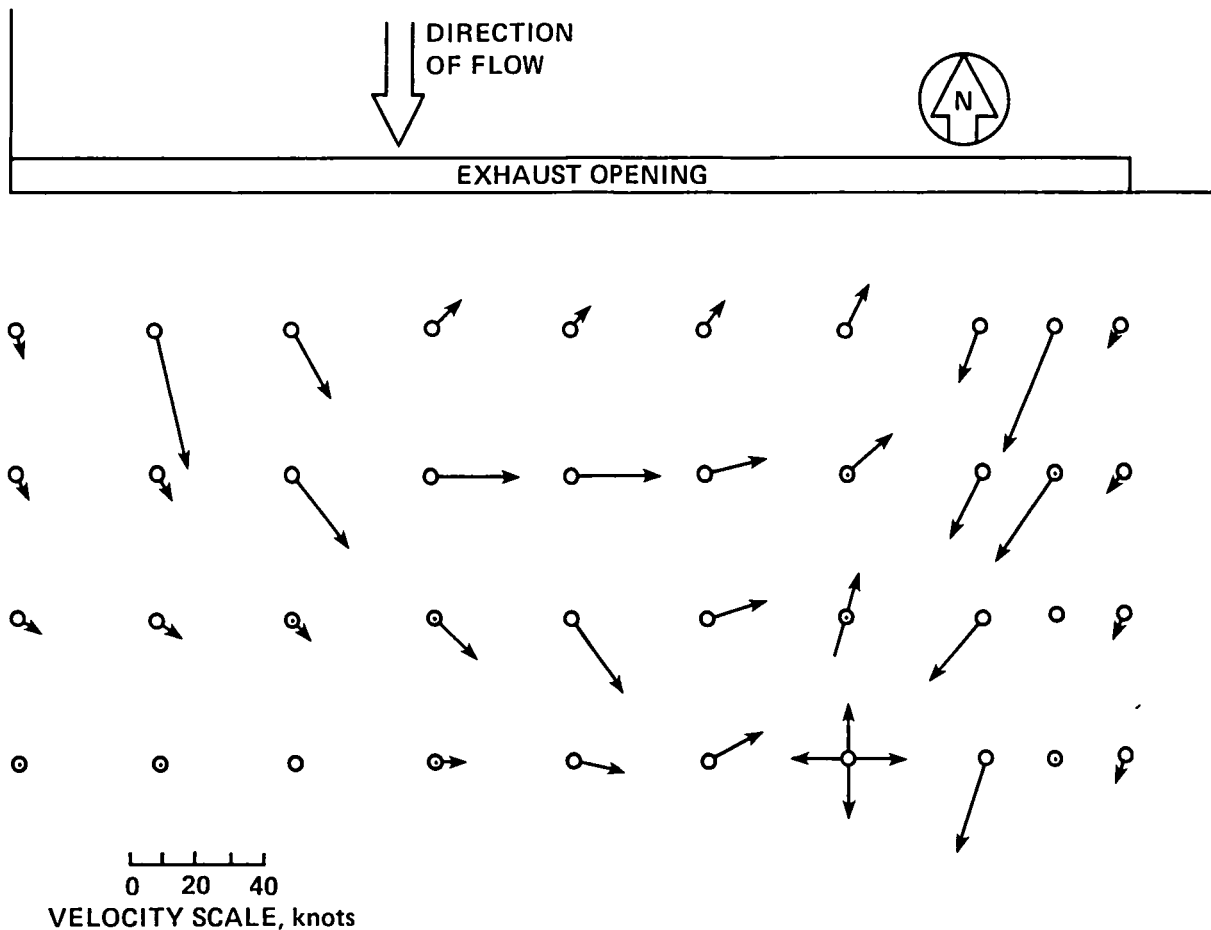 DIRECTION
OF FLOW
N
EXHAUST OPENING
0 20 40
VELOCITY SCALE, knots